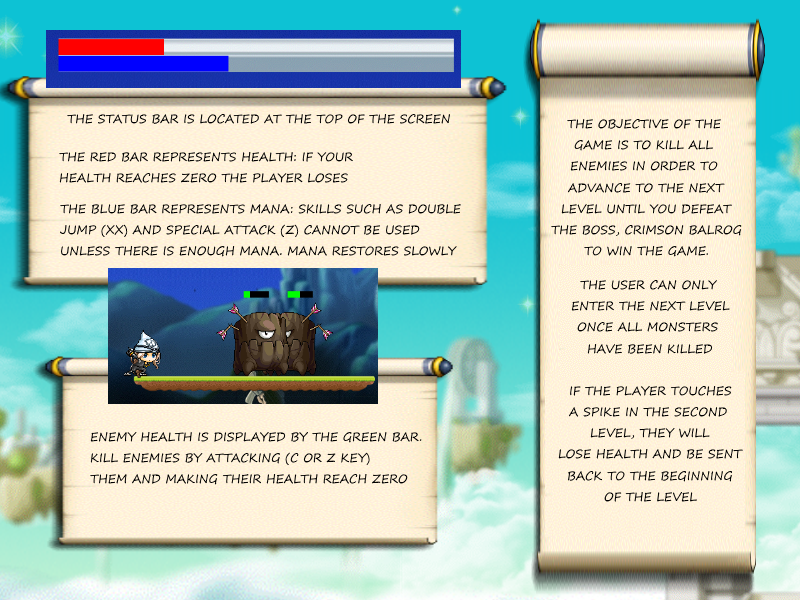 THE STATUS BAR IS LOCATED AT THE TOP OF THE SCREEN
THE RED BAR REPRESENTS HEALTH: IF YOUR
HEALTH REACHES ZERO THE PLAYER LOSES
THE BLUE BAR REPRESENTS MANA: SKILLS SUCH AS DOUBLE
JUMP (XX) AND SPECIAL ATTACK (Z) CANNOT BE USED
UNLESS THERE IS ENOUGH MANA. MANA RESTORES SLOWLY
ENEMY HEALTH IS DISPLAYED BY THE GREEN BAR.
KILL ENEMIES BY ATTACKING (C OR Z KEY)
THEM AND MAKING THEIR HEALTH REACH ZERO
THE OBJECTIVE OF THE
GAME IS TO KILL ALL
ENEMIES IN ORDER TO
ADVANCE TO THE NEXT
LEVEL UNTIL YOU DEFEAT
THE BOSS, CRIMSON BALROG
TO WIN THE GAME.
THE USER CAN ONLY
ENTER THE NEXT LEVEL
ONCE ALL MONSTERS
HAVE BEEN KILLED
IF THE PLAYER TOUCHES
A SPIKE IN THE SECOND
LEVEL, THEY WILL
LOSE HEALTH AND BE SENT
BACK TO THE BEGINNING
OF THE LEVEL